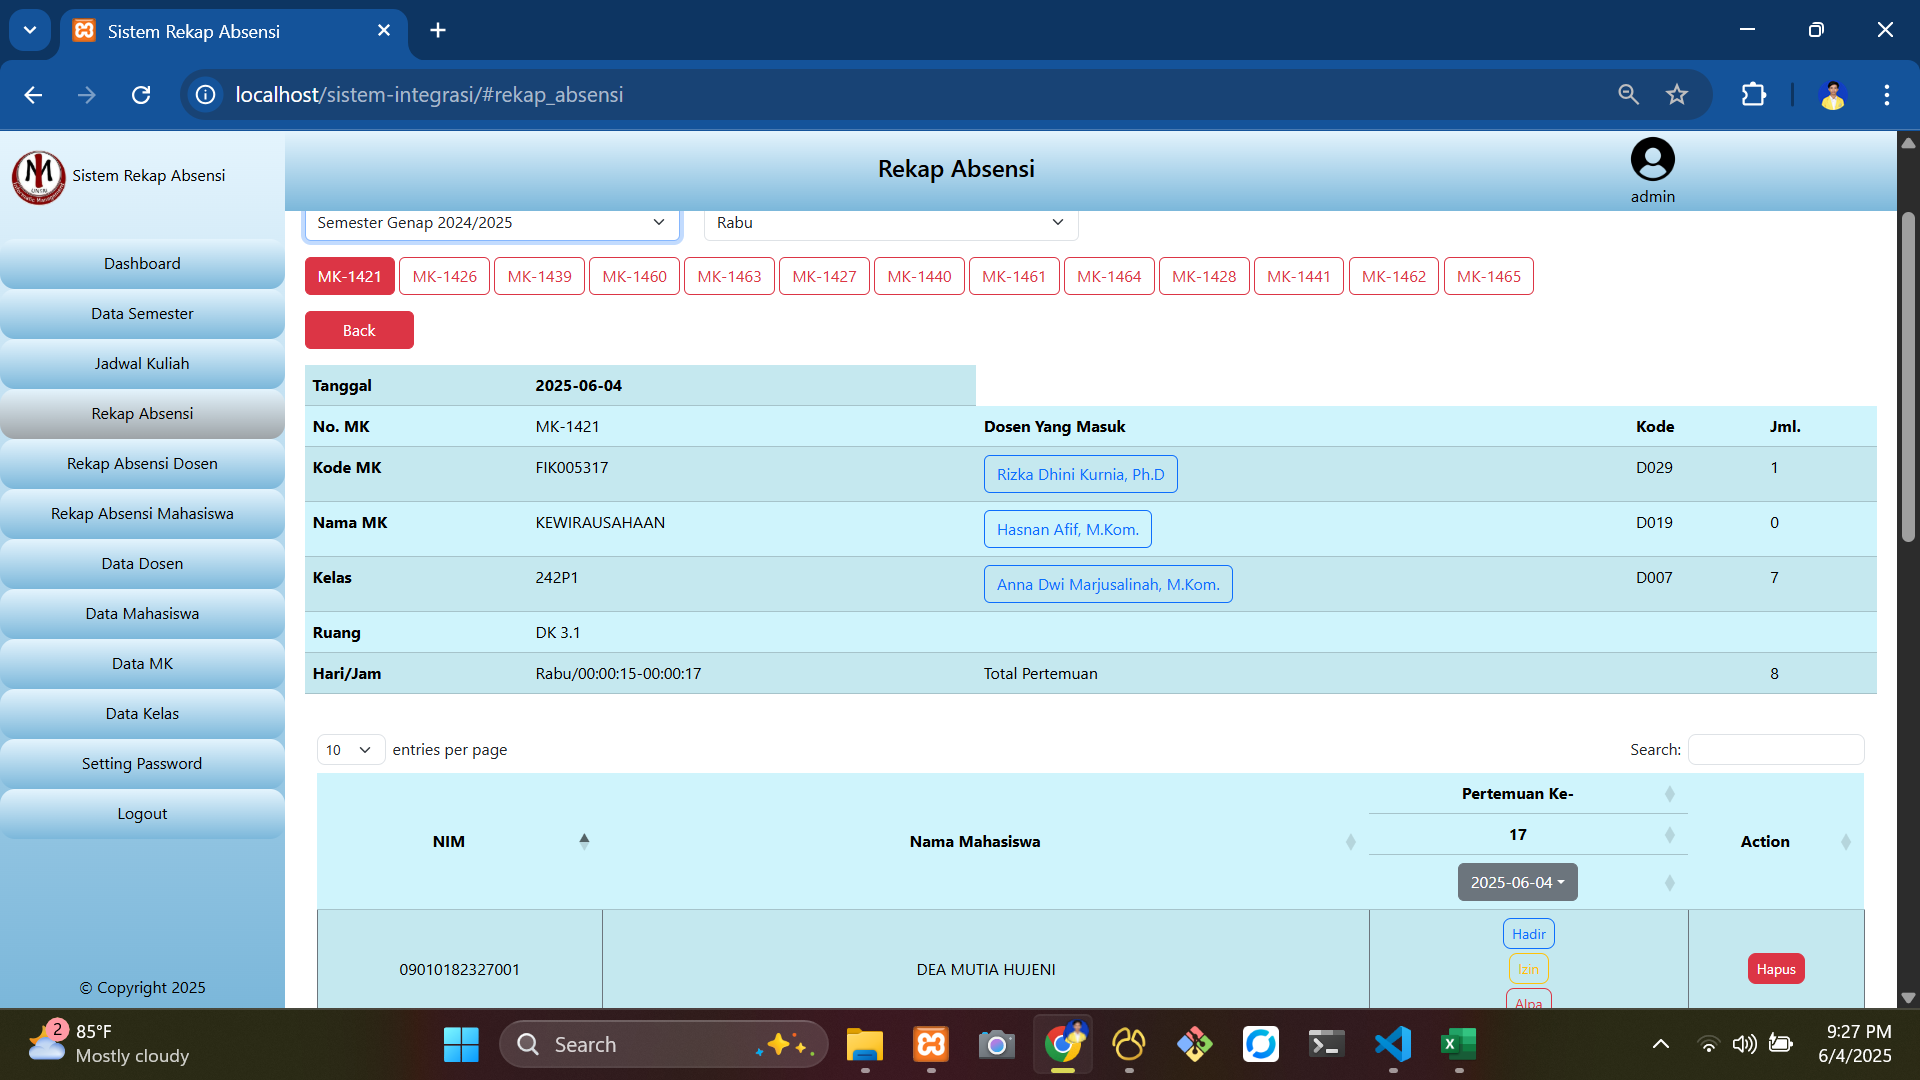 Sistem Rekap Absensi
localhost/sistem-integrasi/#rekap_absensi
Sistem Rekap Absensi
Rekap Absensi
admin
Semester Genap 2024/2025
Rabu
MK-1421 MK-1426 MK-1439 MK-1460 MK-1463 MK-1427 MK-1440 MK-1461 MK-1464 MK-1428 MK-1441 MK-1462 MK-1465
Back
Dashboard
Data Semester
Jadwal Kuliah
Rekap Absensi
Rekap Absensi Dosen
Rekap Absensi Mahasiswa
Data Dosen
Data Mahasiswa
Data MK
Data Kelas
Setting Password
Logout
© Copyright 2025
Tanggal 2025-06-04
No. MK MK-1421 Dosen Yang Masuk Kode Jml.
Kode MK FIK005317 Rizka Dhini Kurnia, Ph.D D029 1
Nama MK KEWIRAUSAHAAN Hasnan Afif, M.Kom. D019 0
Kelas 242P1 Anna Dwi Marjusalinah, M.Kom. D007 7
Ruang DK 3.1
Hari/Jam Rabu/00:00:15-00:00:17 Total Pertemuan 8
10 entries per page Search:
NIM Nama Mahasiswa Pertemuan Ke- Action
17
2025-06-04
09010182327001 DEA MUTIA HUJENI Hadir Hapus
Izin
Alpa
2 85°F
Mostly cloudy
Search
9:27 PM
6/4/2025